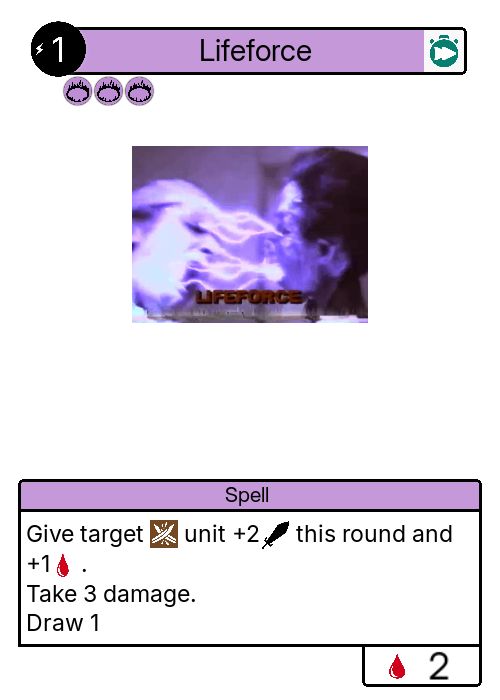 1
Lifeforce
LIFEFORCE
Spell
Give target unit +2 this round and
+1 .
Take 3 damage.
Draw 1
2